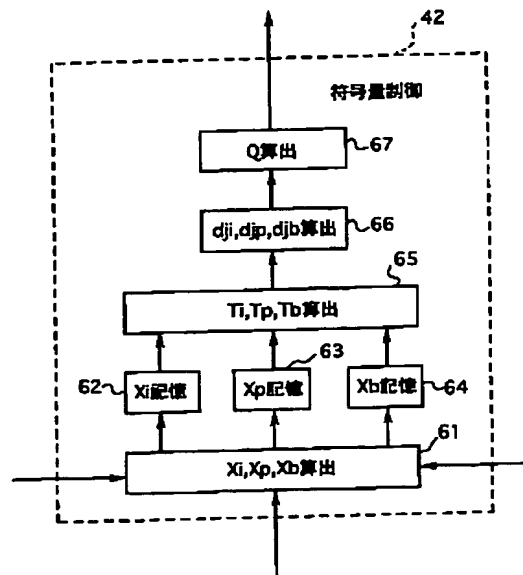 42
符号量制御
Q算出
67
dji,djp,djb算出
66
65
Ti,Tp,Tb算出
62
Xi記憶
63
Xp記憶
Xb記憶
64
61
Xi,Xp,Xb算出